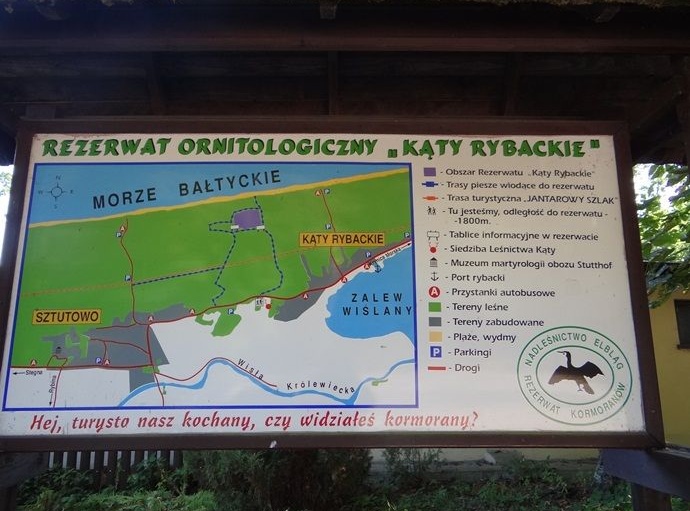 REZERWAT ORNITOLOGICZNY „KĄTY RYBACKIE"
N
W
MORZE BAŁTYCKIE
KĄTY RYBACKIE
ZALEW
WIŚLANY
SZTUTOWO
Stegna
Rybina
Wisła Królewiecka
- Obszar Rezerwatu „Kąty Rybackie"
- Trasy piesze wiodące do rezerwatu
- Trasa turystyczna „JANTAROWY SZLAK"
- Tu jesteśmy, odległość do rezerwatu -
-1800m.
- Tablice informacyjne w rezerwacie
- Siedziba Leśnictwa Kąty
- Muzeum martyrologii obozu Stutthof
- Port rybacki
A - Przystanki autobusowe
- Tereny leśne
- Tereny zabudowane
- Plaże, wydmy
P - Parkingi
- Drogi
NADLEŚNICTWO ELBLĄG
REZERWAT KORMORANÓW
Hej, turysto nasz kochany, czy widziałeś kormorany?